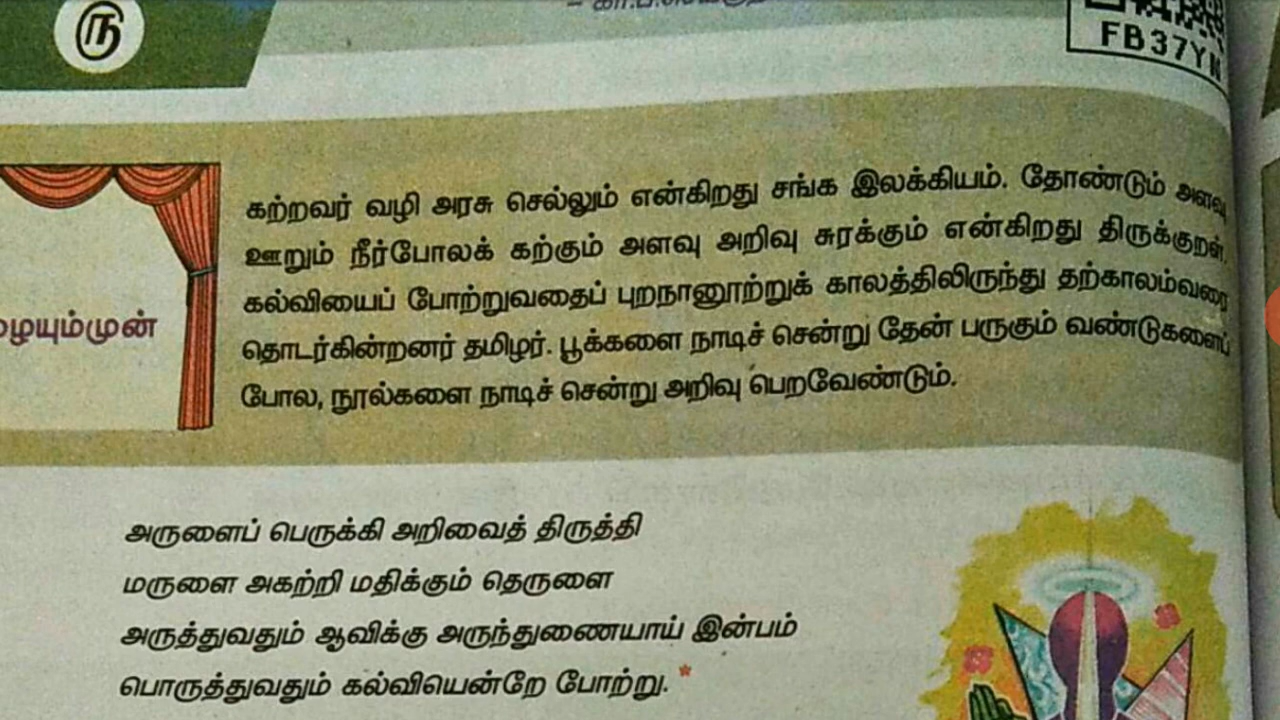 ரு
FB37YN
கற்றவர் வழி அரசு செல்லும் என்கிறது சங்க இலக்கியம். தோண்டும் அளவு
ஊறும் நீர்போலக் கற்கும் அளவு அறிவு சுரக்கும் என்கிறது திருக்குறள்.
கல்வியைப் போற்றுவதைப் புறநானூற்றுக் காலத்திலிருந்து தற்காலம்வரை
தொடர்கின்றனர் தமிழர். பூக்களை நாடிச் சென்று தேன் பருகும் வண்டுகளைப்
போல, நூல்களை நாடிச் சென்று அறிவு பெறவேண்டும்.
ழையும்முன்
அருளைப் பெருக்கி அறிவைத் திருத்தி
மருளை அகற்றி மதிக்கும் தெருளை
அருத்துவதும் ஆவிக்கு அருந்துணையாய் இன்பம்
பொருத்துவதும் கல்வியென்றே போற்று. *